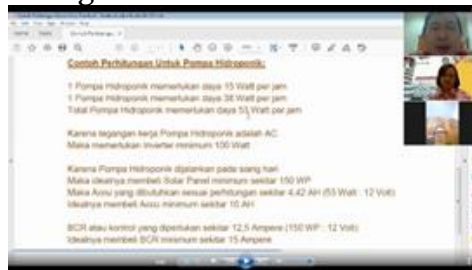 Contoh Perhitungan Untuk Pompa Hidroponik:
1 Pompa Hidroponik memerlukan daya 15 Watt per jam
1 Pompa Hidroponik memerlukan daya 38 Watt per jam
Total Pompa Hidroponik memerlukan daya 53 Watt per jam
Karena tegangan kerja Pompa Hidroponik adalah AC
Maka memerlukan Inverter minimum 100 Watt
Karena Pompa Hidroponik dijalankan pada siang hari
Maka idealnya membeli Solar Panel minimum sekitar 150 WP
Maka Accu yang dibutuhkan sesuai perhitungan sekitar 4,42 AH (53 Watt : 12 Volt)
Idealnya membeli Accu minimum sekitar 10 AH
BCR atau kontrol yang diperlukan sekitar 12,5 Ampere (150 WP : 12 Volt)
Idealnya membeli BCR minimum sekitar 15 Ampere